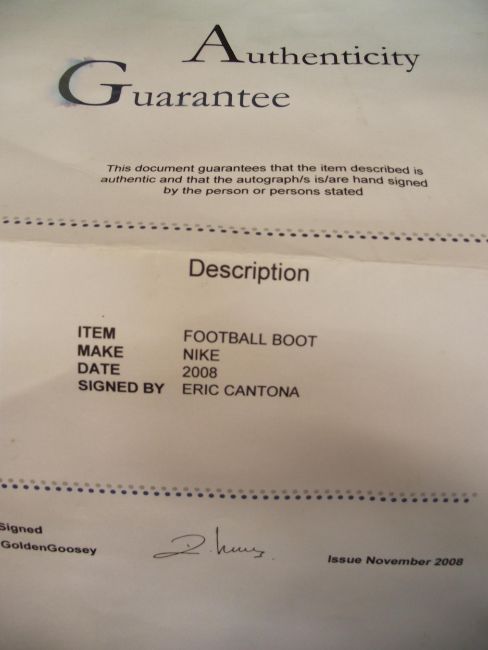 Authenticity
Guarantee
This document guarantees that the item described is
authentic and that the autograph/s is/are hand signed
by the person or persons stated
Description
ITEM FOOTBALL BOOT
MAKE NIKE
DATE 2008
SIGNED BY ERIC CANTONA
Signed
GoldenGoosey
Issue November 2008